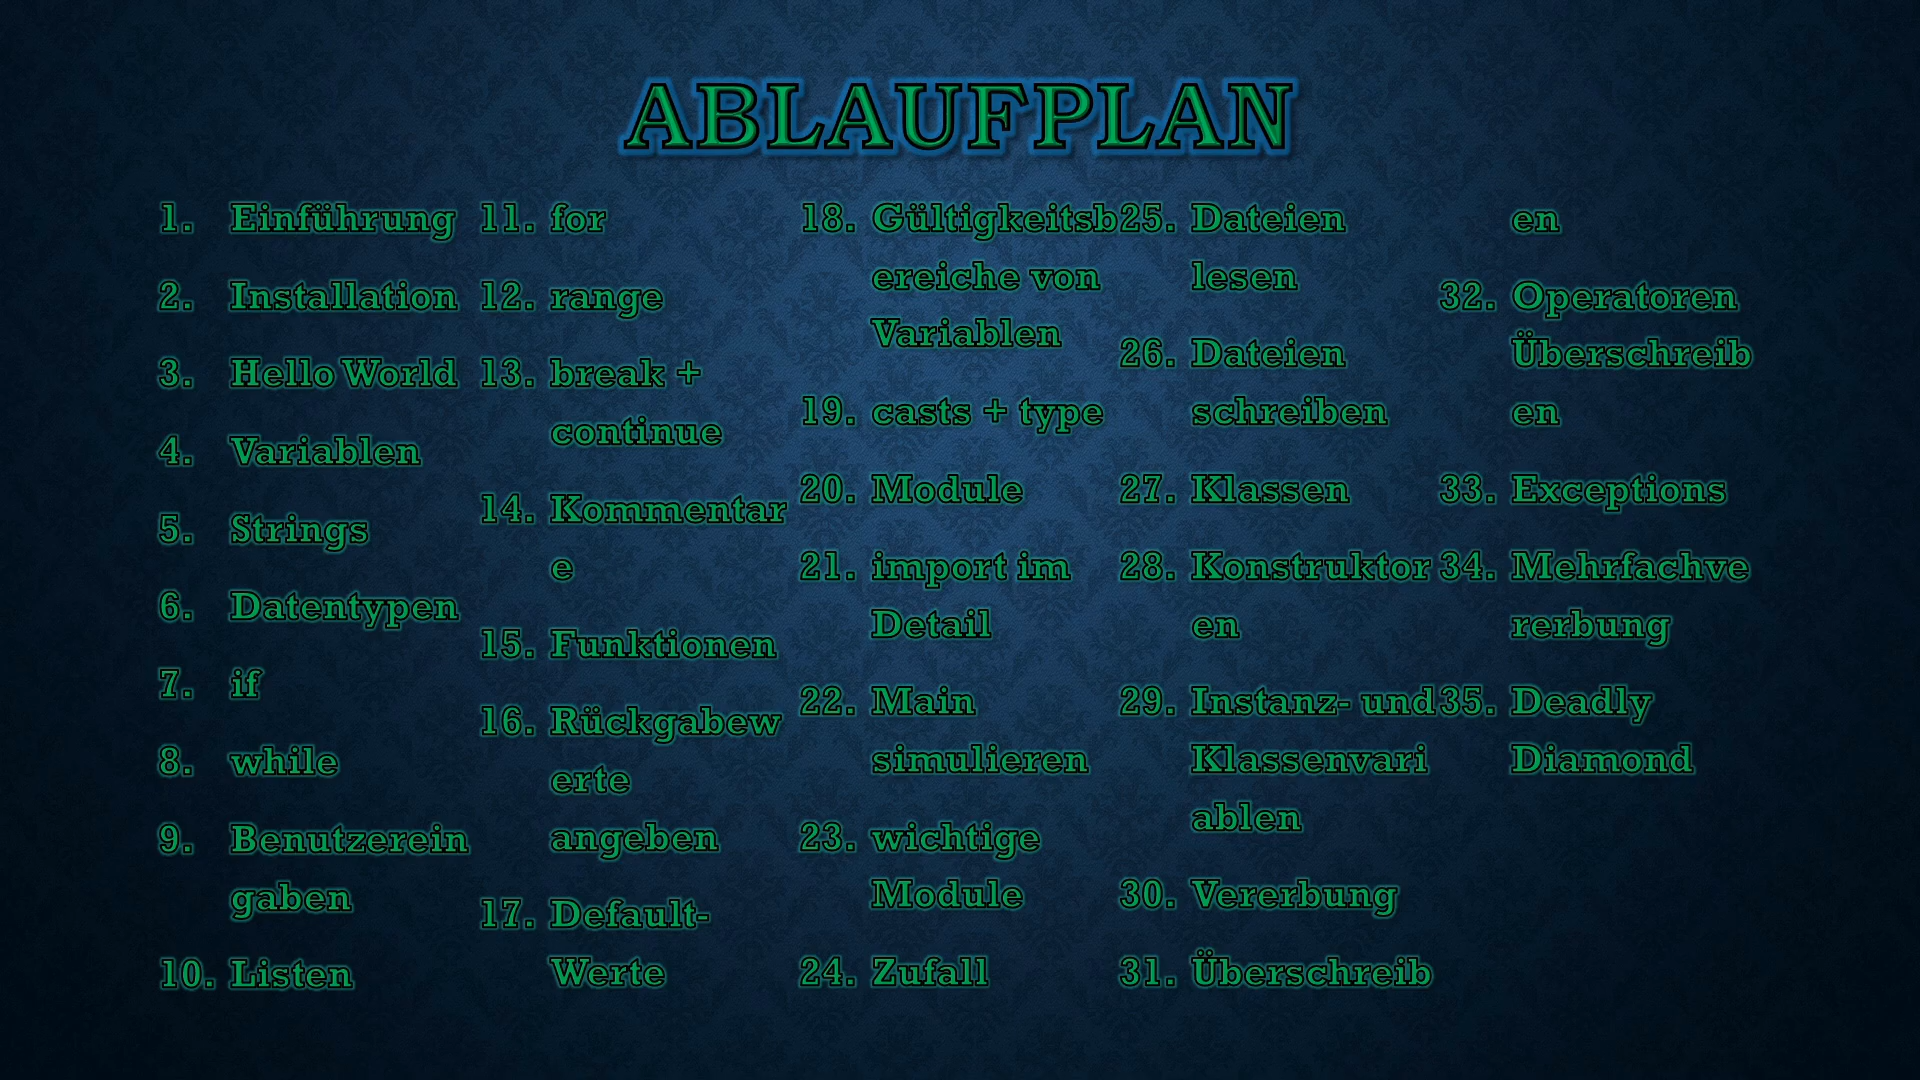 ABLAUFPLAN
1. Einführung
2. Installation
3. Hello World
4. Variablen
5. Strings
6. Datentypen
7. if
8. while
9. Benutzerein
gaben
10. Listen
11. for
12. range
13. break +
continue
14. Kommentar
e
15. Funktionen
16. Rückgabew
erte
angeben
17. Default-
Werte
18. Gültigkeitsb
ereiche von
Variablen
19. casts + type
20. Module
21. import im
Detail
22. Main
simulieren
23. wichtige
Module
24. Zufall
25. Dateien
lesen
26. Dateien
schreiben
27. Klassen
28. Konstruktor
en
29. Instanz- und
Klassenvari
ablen
30. Vererbung
31. Überschreib
en
32. Operatoren
Überschreib
en
33. Exceptions
34. Mehrfachve
rerbung
35. Deadly
Diamond